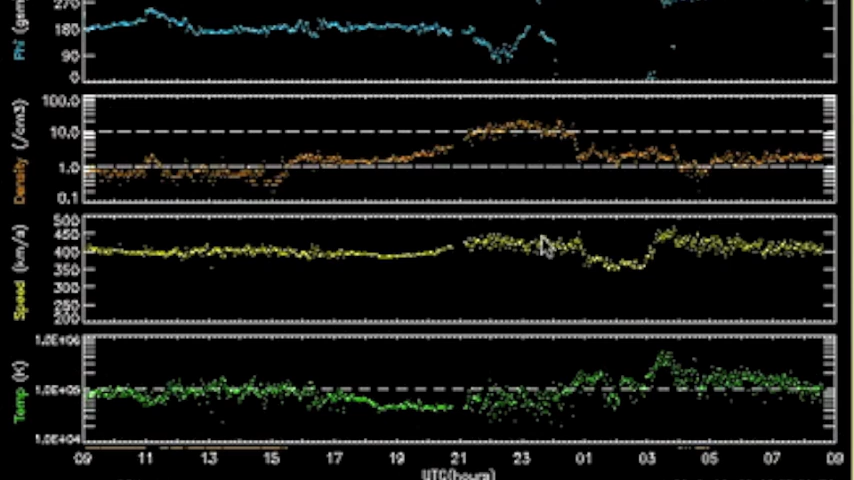 270
Phi (gsm
180
90
0
100.0
Density (/cm3)
10.0
1.0
0.1
500
450
Speed (km/s)
400
350
300
250
200
1.0E+06
Temp (K)
1.0E+05
1.0E+04
09 11 13 15 17 19 21 23 01 03 05 07 09
UTC(hours)